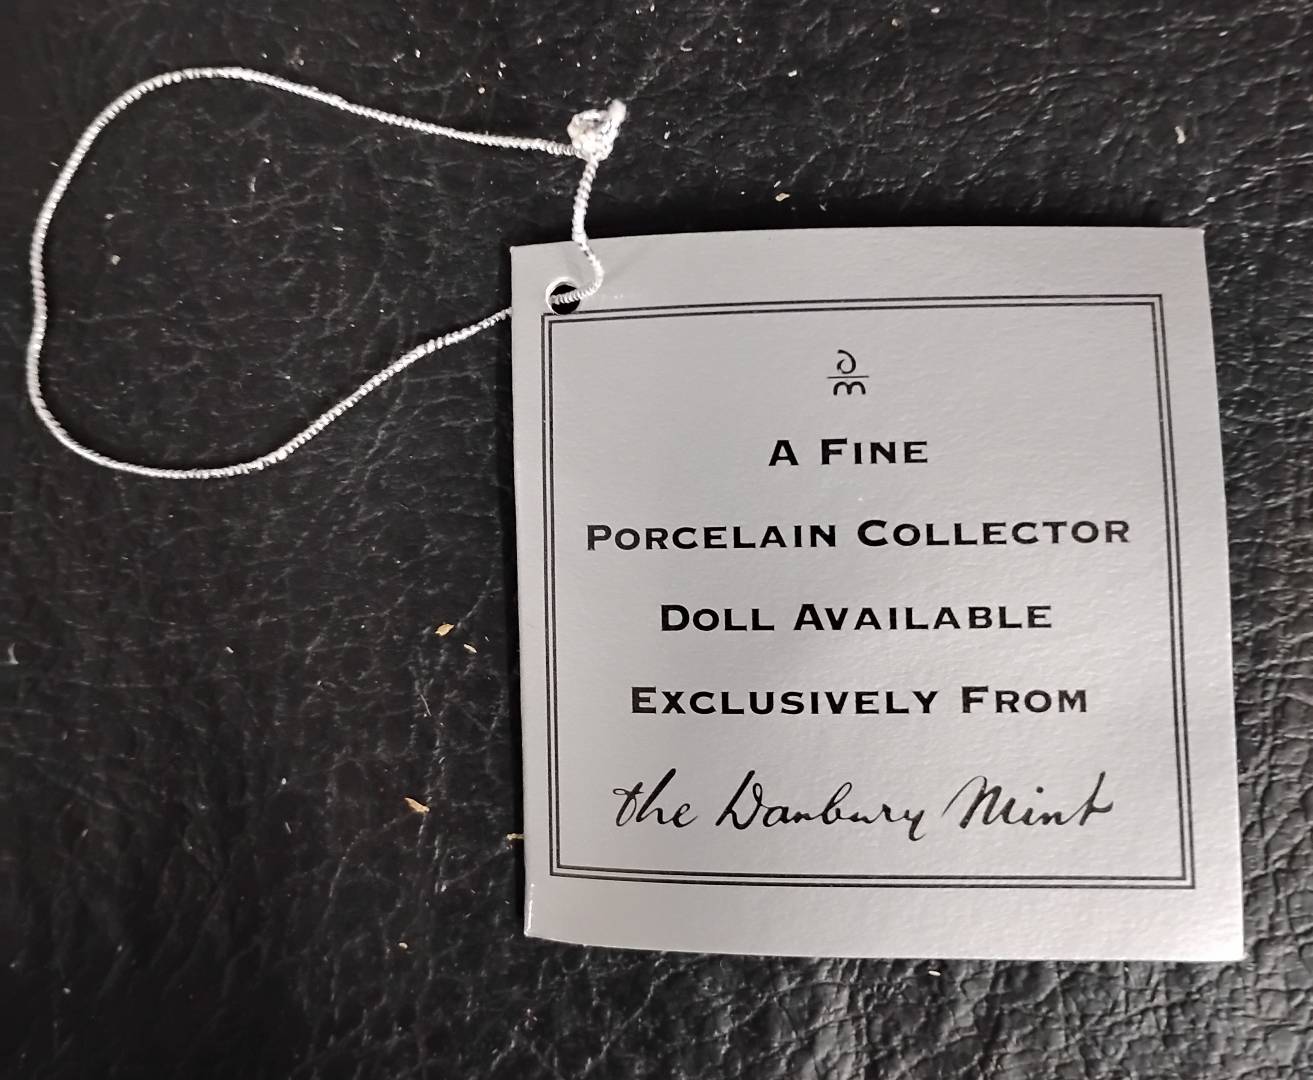 ∂
m
A FINE
PORCELAIN COLLECTOR
DOLL AVAILABLE
EXCLUSIVELY FROM
the Danbury Mint